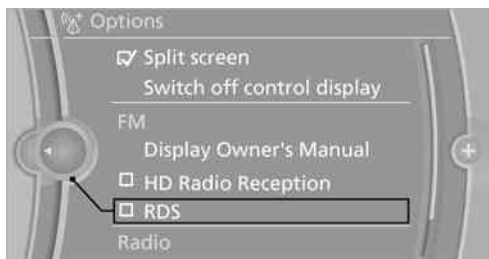 Options
Split screen
Switch off control display
FM
Display Owner's Manual
HD Radio Reception
RDS
Radio